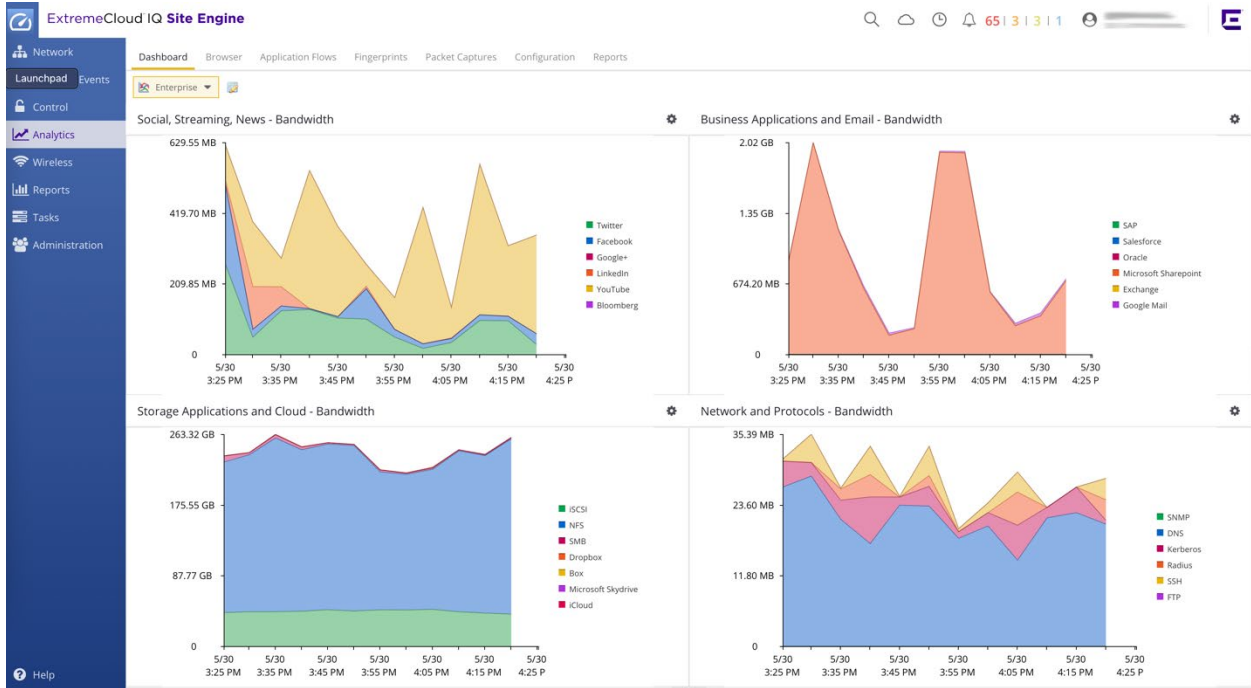 ExtremeCloud IQ Site Engine
65 | 3 | 3 | 1
Network
Launchpad Events
Control
Analytics
Wireless
Reports
Tasks
Administration
Help
Dashboard Browser Application Flows Fingerprints Packet Captures Configuration Reports
Enterprise
Social, Streaming, News - Bandwidth
629.55 MB
419.70 MB
209.85 MB
0
5/30 5/30 5/30 5/30 5/30 5/30 5/30
3:25 PM 3:35 PM 3:45 PM 3:55 PM 4:05 PM 4:15 PM 4:25 P
Twitter
Facebook
Google+
LinkedIn
YouTube
Bloomberg
Business Applications and Email - Bandwidth
2.02 GB
1.35 GB
674.20 MB
0
5/30 5/30 5/30 5/30 5/30 5/30 5/30
3:25 PM 3:35 PM 3:45 PM 3:55 PM 4:05 PM 4:15 PM 4:25 P
SAP
Salesforce
Oracle
Microsoft Sharepoint
Exchange
Google Mail
Storage Applications and Cloud - Bandwidth
263.32 GB
175.55 GB
87.77 GB
0
5/30 5/30 5/30 5/30 5/30 5/30 5/30
3:25 PM 3:35 PM 3:45 PM 3:55 PM 4:05 PM 4:15 PM 4:25 P
iSCSI
NFS
SMB
Dropbox
Box
Microsoft Skydrive
iCloud
Network and Protocols - Bandwidth
35.39 MB
23.60 MB
11.80 MB
0
5/30 5/30 5/30 5/30 5/30 5/30 5/30
3:25 PM 3:35 PM 3:45 PM 3:55 PM 4:05 PM 4:15 PM 4:25 P
SNMP
DNS
Kerberos
Radius
SSH
FTP